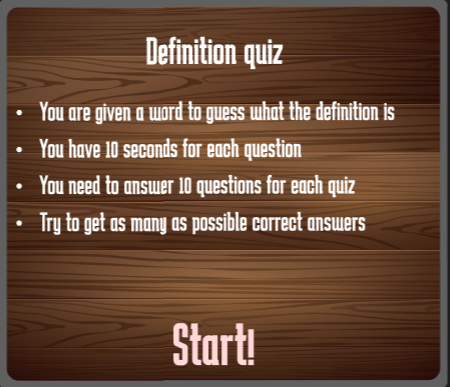 Definition quiz
• You are given a word to guess what the definition is
• You have 10 seconds for each question
• You need to answer 10 questions for each quiz
• Try to get as many as possible correct answers
Start!